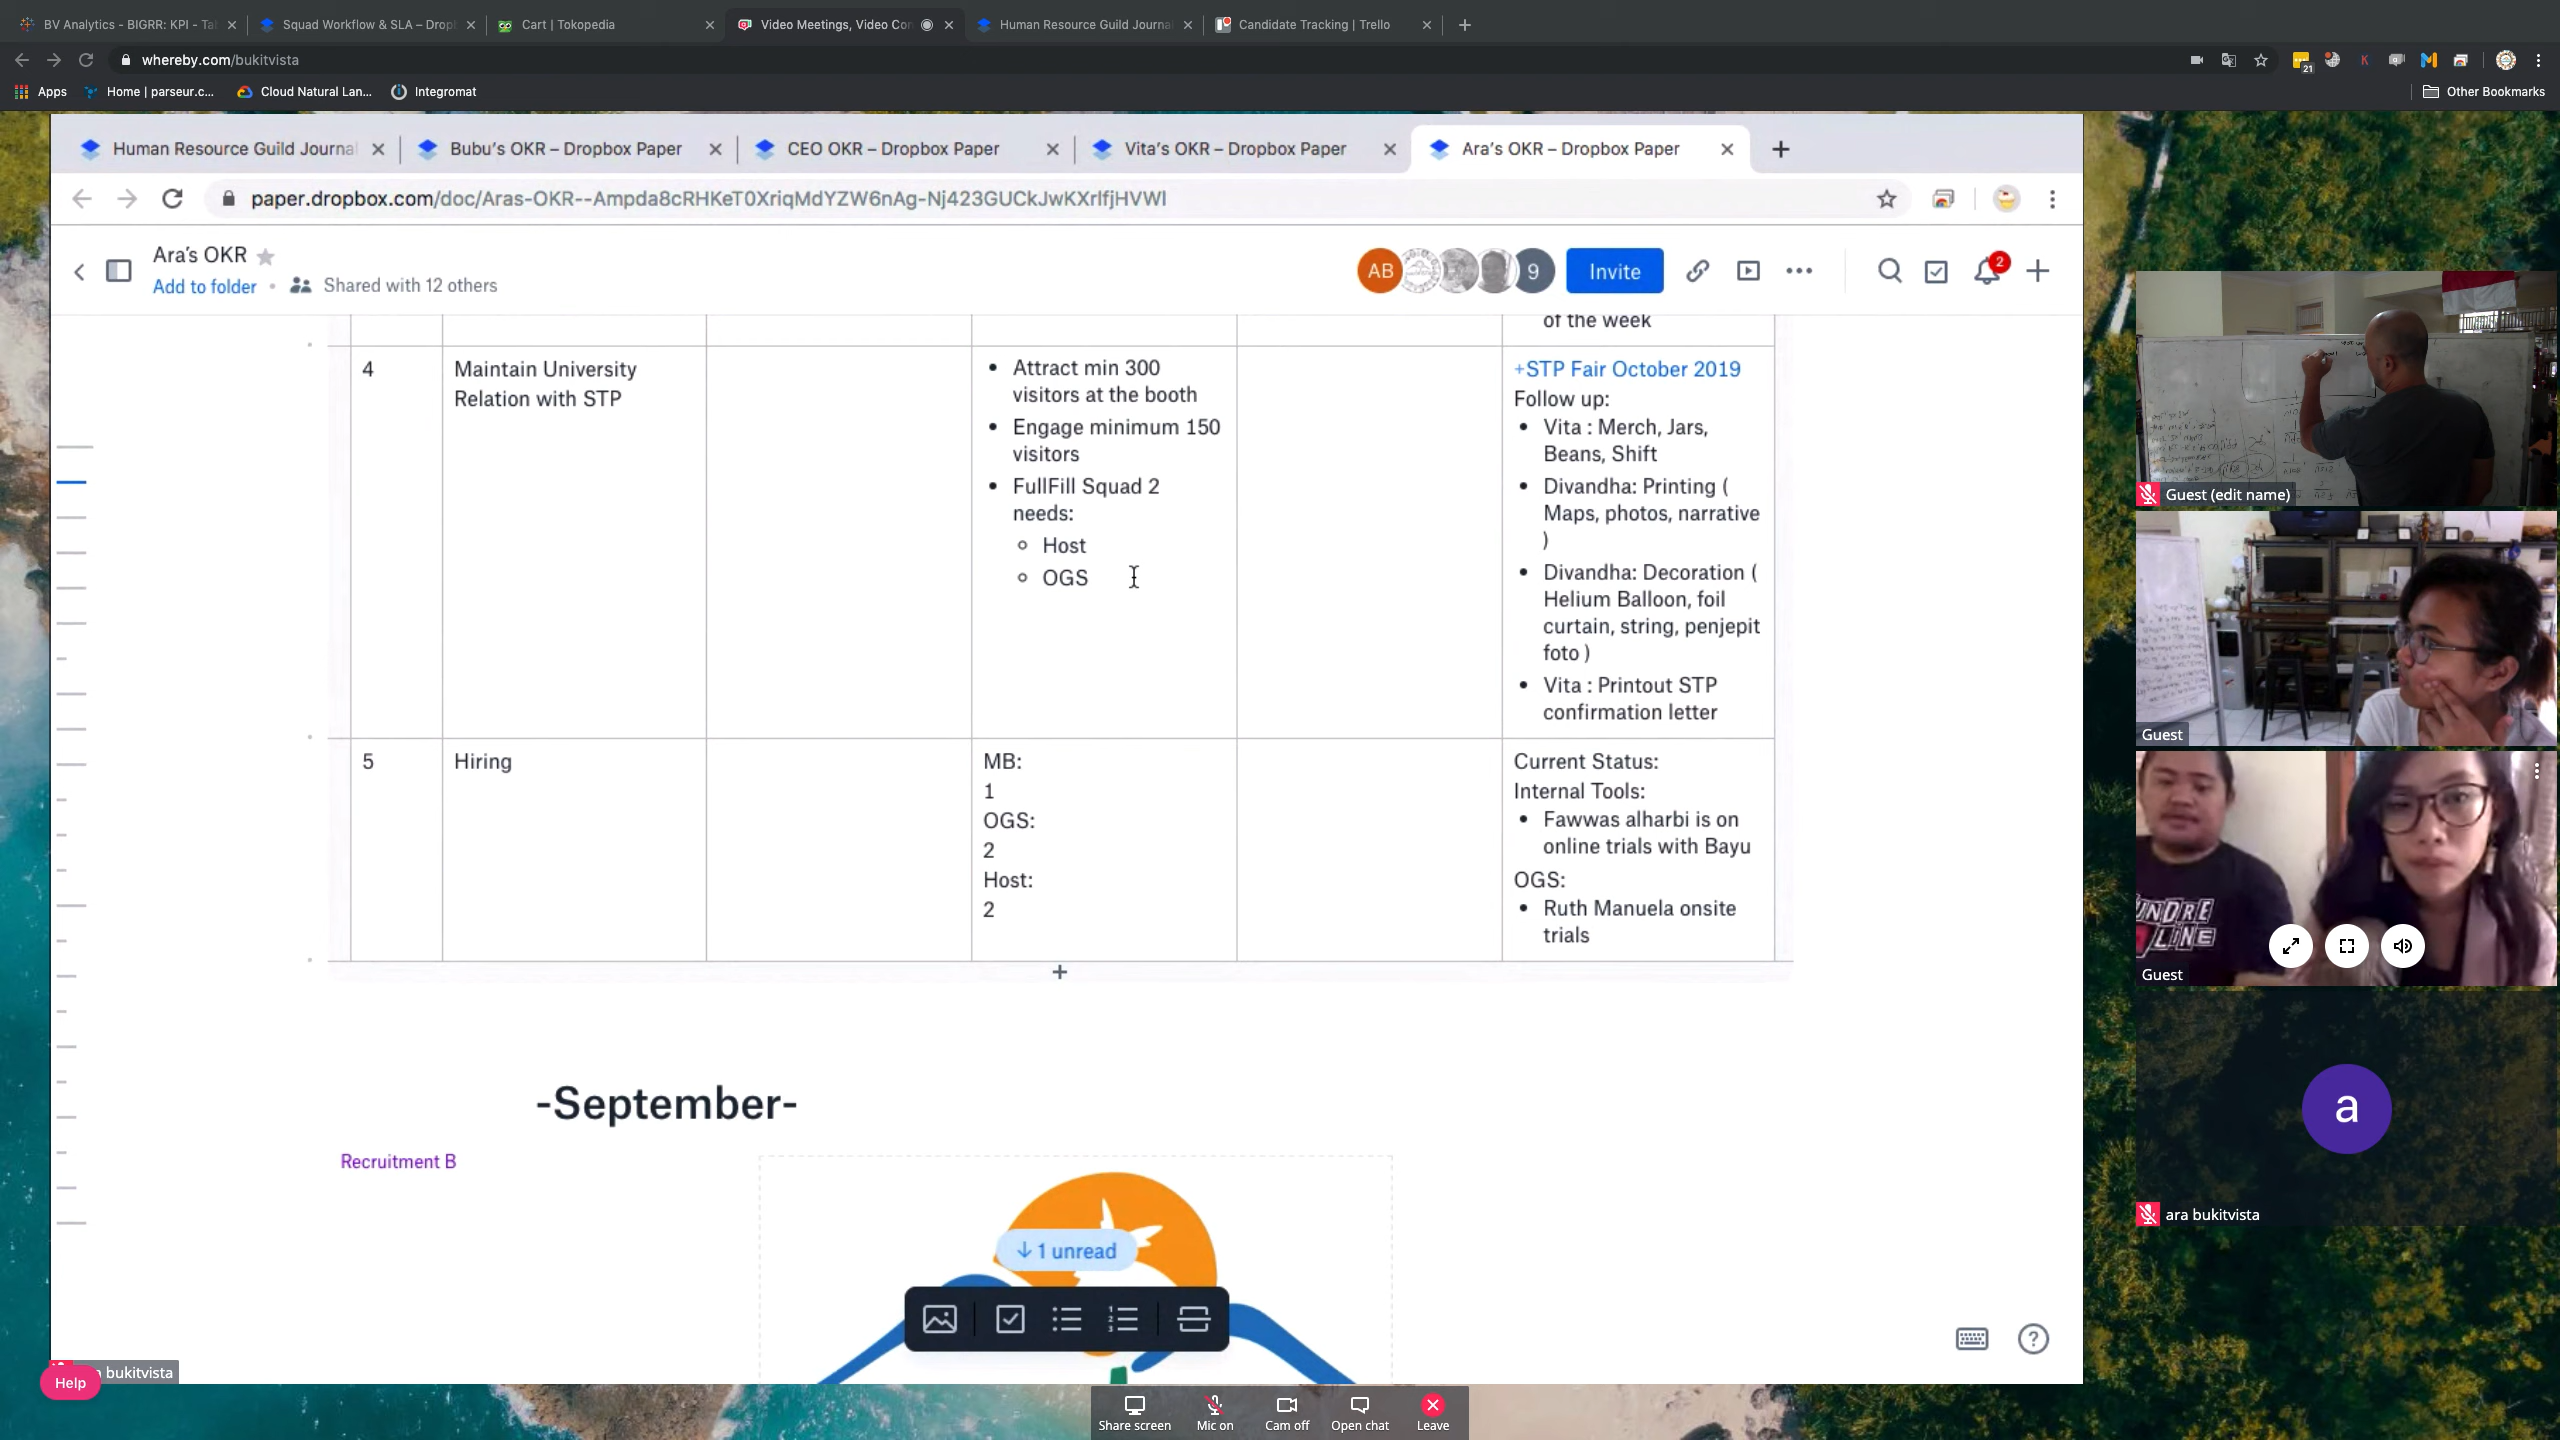 BV Analytics - BIGRR: KPI - Ta
Squad Workflow & SLA – Drop
Cart | Tokopedia
Video Meetings, Video Con
Human Resource Guild Journa
Candidate Tracking | Trello
whereby.com/bukitvista
21
Apps
Home | parseur.c...
Cloud Natural Lan...
Integromat
Other Bookmarks
Human Resource Guild Journal
Bubu's OKR – Dropbox Paper
CEO OKR – Dropbox Paper
Vita's OKR – Dropbox Paper
Ara's OKR – Dropbox Paper
paper.dropbox.com/doc/Aras-OKR--Ampda8cRHKeT0XriqMdYZW6nAg-Nj423GUCkJwKXrlfjHVWl
Ara's OKR
Add to folder
Shared with 12 others
AB
9
Invite
2
of the week
4
Maintain University
Relation with STP
Attract min 300
visitors at the booth
Engage minimum 150
visitors
FullFill Squad 2
needs:
Host
OGS
+STP Fair October 2019
Follow up:
Vita : Merch, Jars,
Beans, Shift
Divandha: Printing (
Maps, photos, narrative
)
Divandha: Decoration (
Helium Balloon, foil
curtain, string, penjepit
foto )
Vita : Printout STP
confirmation letter
5
Hiring
MB:
1
OGS:
2
Host:
2
Current Status:
Internal Tools:
Fawwas alharbi is on
online trials with Bayu
OGS:
Ruth Manuela onsite
trials
-September-
Recruitment B
1 unread
bukitvista
Help
Share screen
Mic on
Cam off
Open chat
Leave
Guest (edit name)
Guest
Guest
a
ara bukitvista